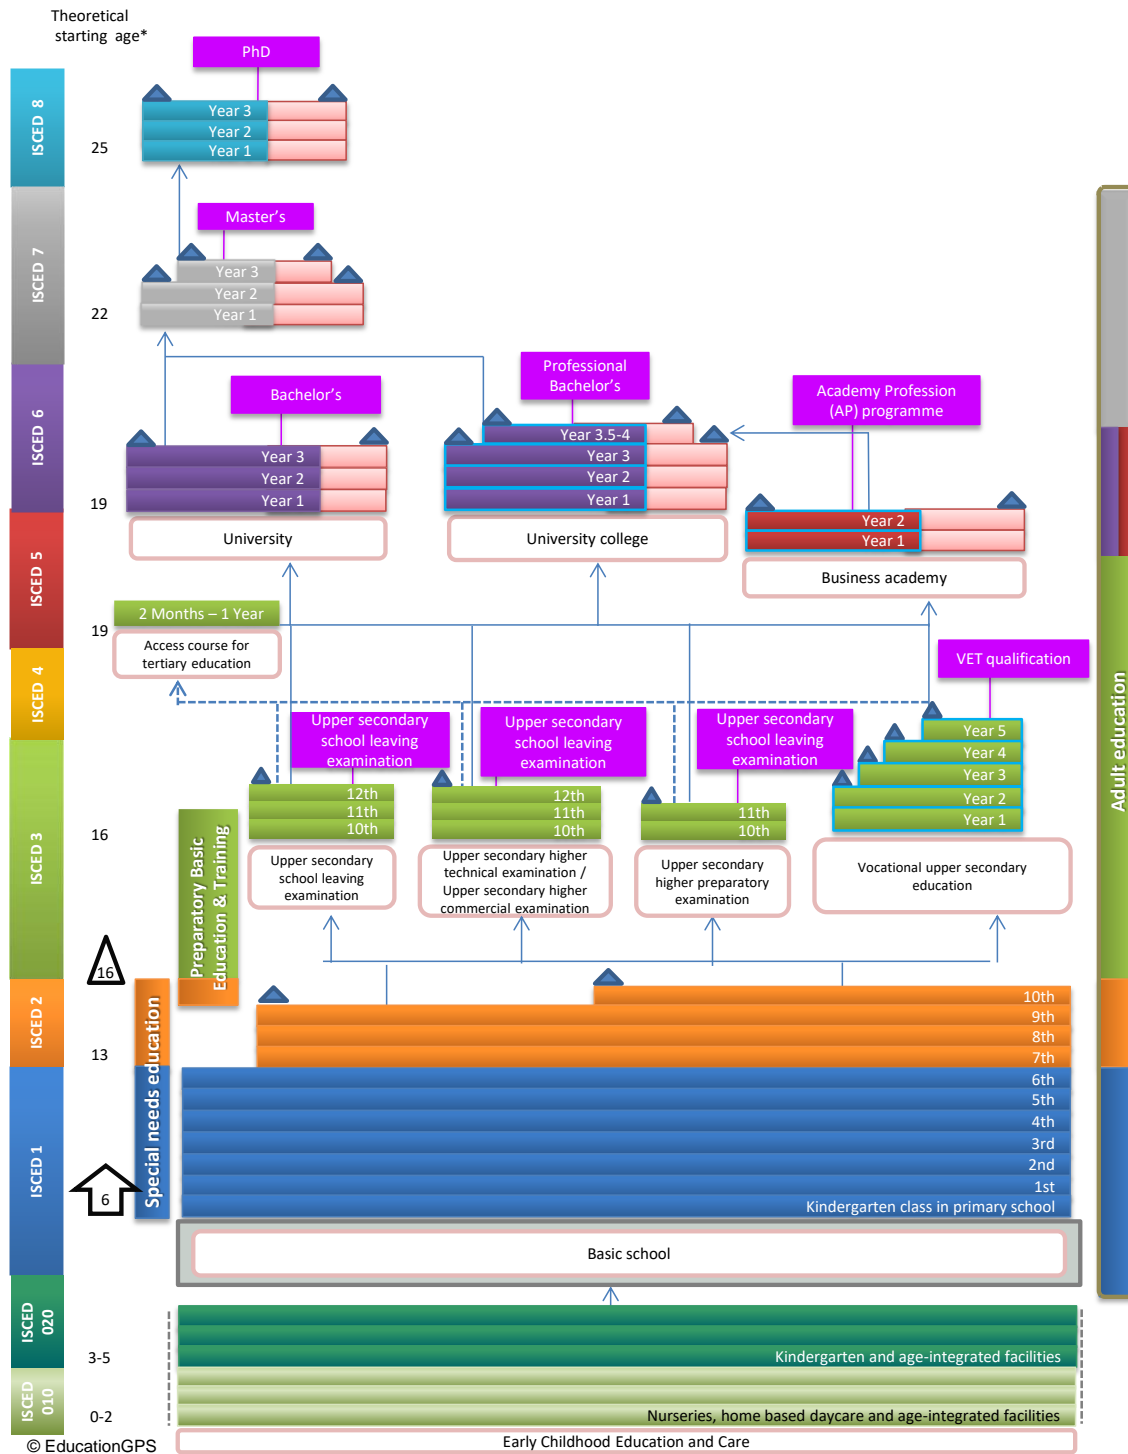 Theoretical
starting age*
PhD
ISCED 8
Year 3
Year 2
Year 1
25
Master's
ISCED 7
Year 3
Year 2
Year 1
22
Professional
Bachelor's
Bachelor's
Academy Profession
(AP) programme
ISCED 6
Year 3.5-4
Year 3
Year 2
Year 1
Year 3
Year 2
Year 1
19
Year 2
Year 1
University
University college
Business academy
ISCED 5
2 Months – 1 Year
19
Access course for
tertiary education
VET qualification
ISCED 4
Upper secondary
school leaving
examination
Upper secondary
school leaving
examination
Upper secondary
school leaving
examination
Year 5
Year 4
Year 3
Year 2
Year 1
Adult education
12th
11th
10th
12th
11th
10th
11th
10th
ISCED 3
16
Preparatory Basic
Education & Training
Upper secondary
school leaving
examination
Upper secondary higher
technical examination /
Upper secondary higher
commercial examination
Upper secondary
higher preparatory
examination
Vocational upper secondary
education
16
ISCED 2
13
Special needs education
10th
9th
8th
7th
6th
5th
4th
3rd
2nd
1st
Kindergarten class in primary school
ISCED 1
6
Basic school
ISCED
020
3-5
Kindergarten and age-integrated facilities
ISCED
010
0-2
Nurseries, home based daycare and age-integrated facilities
Early Childhood Education and Care
© EducationGPS